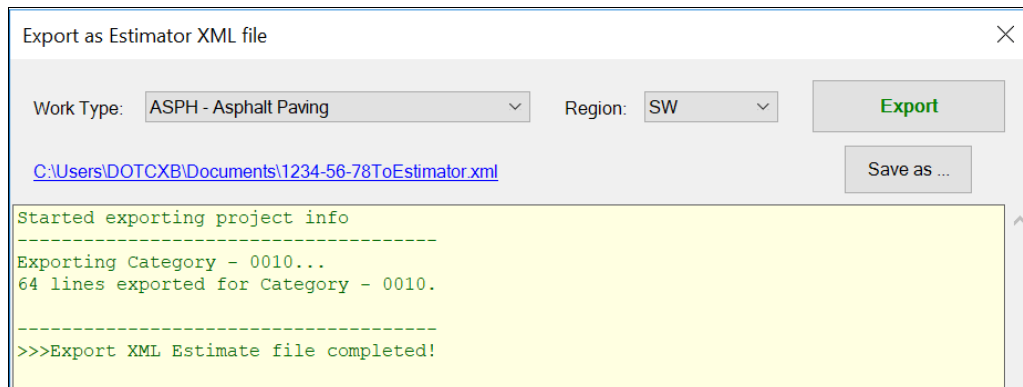 Export as Estimator XML file
Work Type: ASPH - Asphalt Paving Region: SW Export
C:\Users\DOTCXB\Documents\1234-56-78ToEstimator.xml Save as ...
Started exporting project info
--------------------------------------
Exporting Category - 0010...
64 lines exported for Category - 0010.
--------------------------------------
>>>Export XML Estimate file completed!